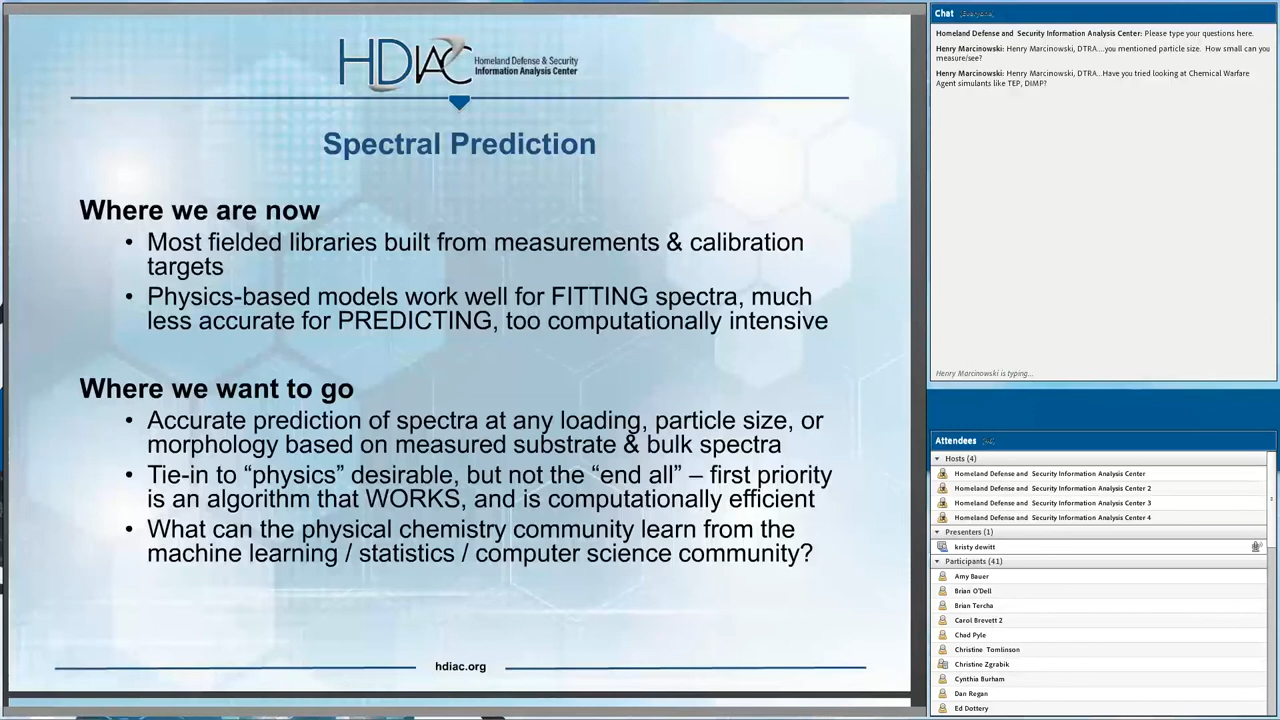 HDIAC
Homeland Defense & Security
Information Analysis Center
Spectral Prediction
Where we are now
• Most fielded libraries built from measurements & calibration
targets
• Physics-based models work well for FITTING spectra, much
less accurate for PREDICTING, too computationally intensive
Where we want to go
• Accurate prediction of spectra at any loading, particle size, or
morphology based on measured substrate & bulk spectra
• Tie-in to “physics” desirable, but not the “end all” – first priority
is an algorithm that WORKS, and is computationally efficient
• What can the physical chemistry community learn from the
machine learning / statistics / computer science community?
hdiac.org
Chat (Everyone)
Homeland Defense and Security Information Analysis Center: Please type your questions here.
Henry Marcinowski: Henry Marcinowski, DTRA...you mentioned particle size. How small can you
measure/see?
Henry Marcinowski: Henry Marcinowski, DTRA..Have you tried looking at Chemical Warfare
Agent simulants like TEP, DIMP?
Henry Marcinowski is typing...
Attendees
Hosts (4)
Homeland Defense and Security Information Analysis Center
Homeland Defense and Security Information Analysis Center 2
Homeland Defense and Security Information Analysis Center 3
Homeland Defense and Security Information Analysis Center 4
Presenters (1)
kristy dewitt
Participants (41)
Amy Bauer
Brian O'Dell
Brian Tercha
Carol Brevett 2
Chad Pyle
Christine Tomlinson
Christine Zgrabik
Cynthia Burham
Dan Regan
Ed Dottery